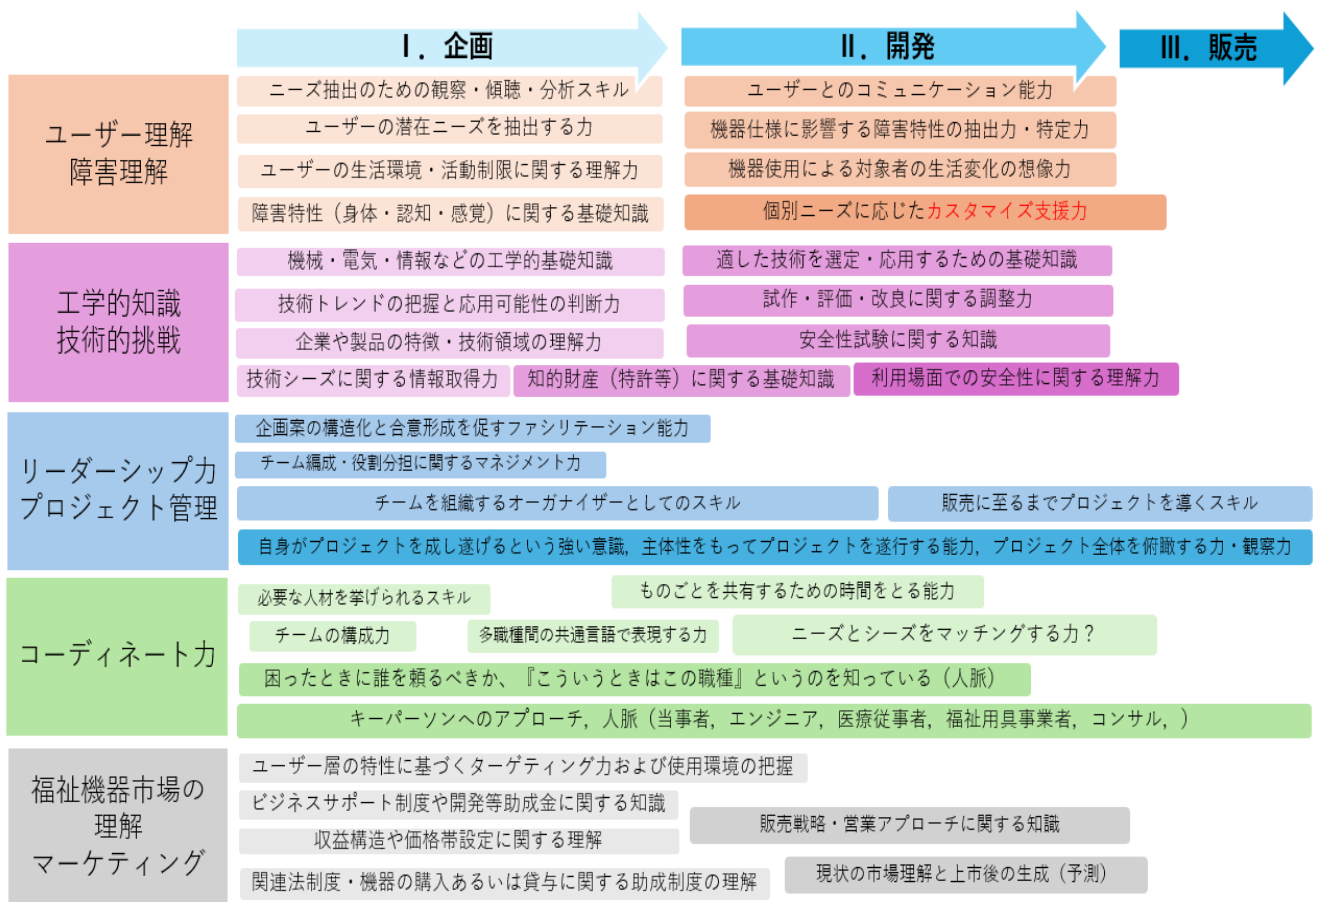 Ⅰ．企画
Ⅱ．開発
Ⅲ．販売
ユーザー理解
障害理解
ニーズ抽出のための観察・傾聴・分析スキル
ユーザーとのコミュニケーション能力
ユーザーの潜在ニーズを抽出する力
機器仕様に影響する障害特性の抽出力・特定力
ユーザーの生活環境・活動制限に関する理解力
機器使用による対象者の生活変化の想像力
障害特性（身体・認知・感覚）に関する基礎知識
個別ニーズに応じたカスタマイズ支援力
工学的知識
技術的挑戦
機械・電気・情報などの工学的基礎知識
適した技術を選定・応用するための基礎知識
技術トレンドの把握と応用可能性の判断力
試作・評価・改良に関する調整力
企業や製品の特徴・技術領域の理解力
安全性試験に関する知識
技術シーズに関する情報取得力
知的財産（特許等）に関する基礎知識
利用場面での安全性に関する理解力
リーダーシップ力
プロジェクト管理
企画案の構造化と合意形成を促すファシリテーション能力
チーム編成・役割分担に関するマネジメント力
チームを組織するオーガナイザーとしてのスキル
販売に至るまでプロジェクトを導くスキル
自身がプロジェクトを成し遂げるという強い意識，主体性をもってプロジェクトを遂行する能力，プロジェクト全体を俯瞰する力・観察力
コーディネート力
必要な人材を挙げられるスキル
ものごとを共有するための時間をとる能力
チームの構成力
多職種間の共通言語で表現する力
ニーズとシーズをマッチングする力？
困ったときに誰を頼るべきか、『こういうときはこの職種』というのを知っている（人脈）
キーパーソンへのアプローチ，人脈（当事者，エンジニア，医療従事者，福祉用具事業者，コンサル，）
福祉機器市場の
理解
マーケティング
ユーザー層の特性に基づくターゲティング力および使用環境の把握
ビジネスサポート制度や開発等助成金に関する知識
販売戦略・営業アプローチに関する知識
収益構造や価格帯設定に関する理解
関連法制度・機器の購入あるいは貸与に関する助成制度の理解
現状の市場理解と上市後の生成（予測）